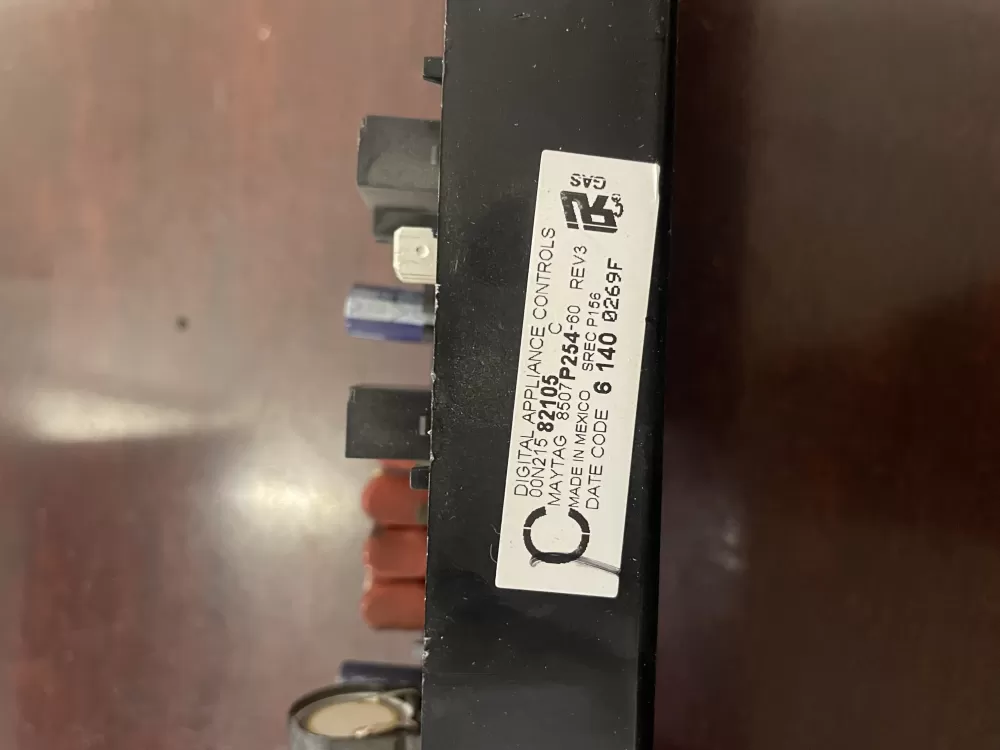 DIGITAL APPLIANCE CONTROLS
00N215 82105 C
MAYTAG 8507P254-60 REV3
MADE IN MEXICO SREC P156
DATE CODE 6 140 0269F
C
GAS